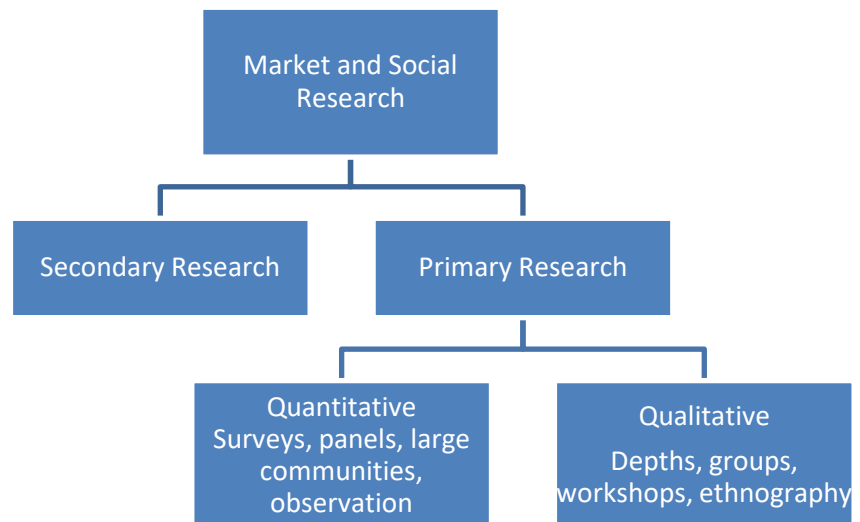 Market and Social
Research
Secondary Research
Primary Research
Quantitative
Surveys, panels, large
communities,
observation
Qualitative
Depths, groups,
workshops, ethnography